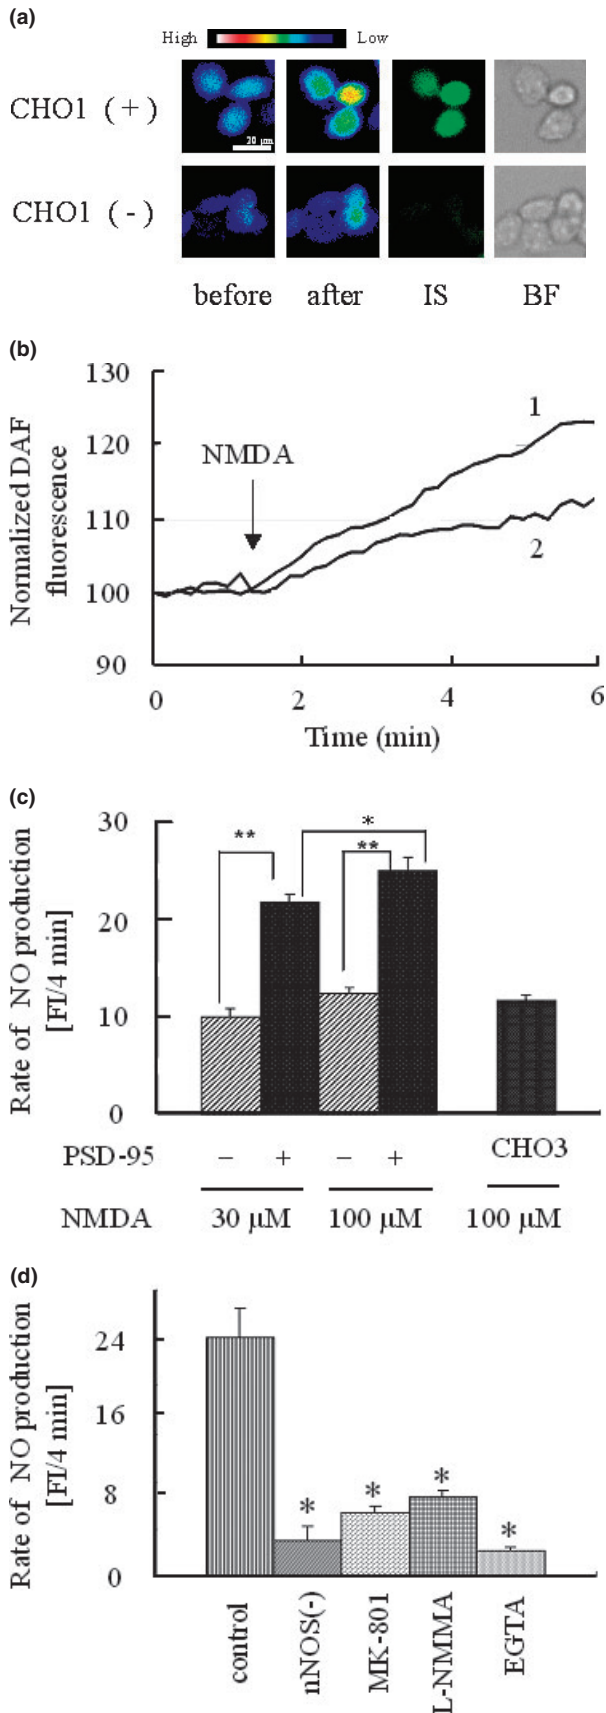 (a)
High Low
CHO1 (+)
20 μm
CHO1 (-)
before after IS BF
(b)
Normalized DAF
fluorescence
130
120
110
100
90
NMDA
1
2
0 2 4 6
Time (min)
(c)
Rate of NO production
[FI/4 min]
30
20
10
0
** * **
PSD-95 – + – + CHO3
NMDA 30 μM 100 μM 100 μM
(d)
Rate of NO production
[FI/4 min]
24
16
8
0
* * * *
control nNOS(-) MK-801 L-NMMA EGTA